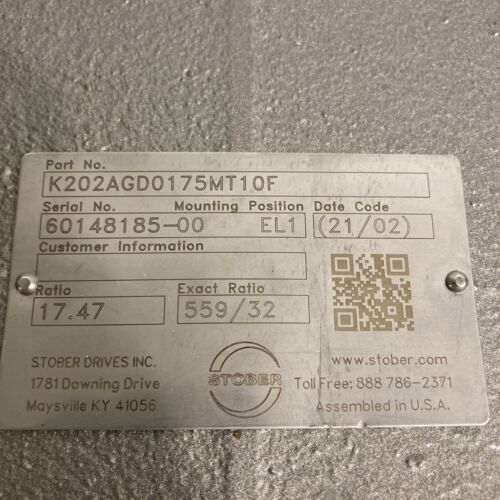 Part No.
K202AGD0175MT10F
Serial No. Mounting Position Date Code
60148185-00 EL1 (21/02)
Customer Information
Ratio Exact Ratio
17.47 559/32
STOBER DRIVES INC. www.stober.com
1781 Downing Drive STOBER Toll Free: 888 786-2371
Maysville KY 41056 Assembled in U.S.A.